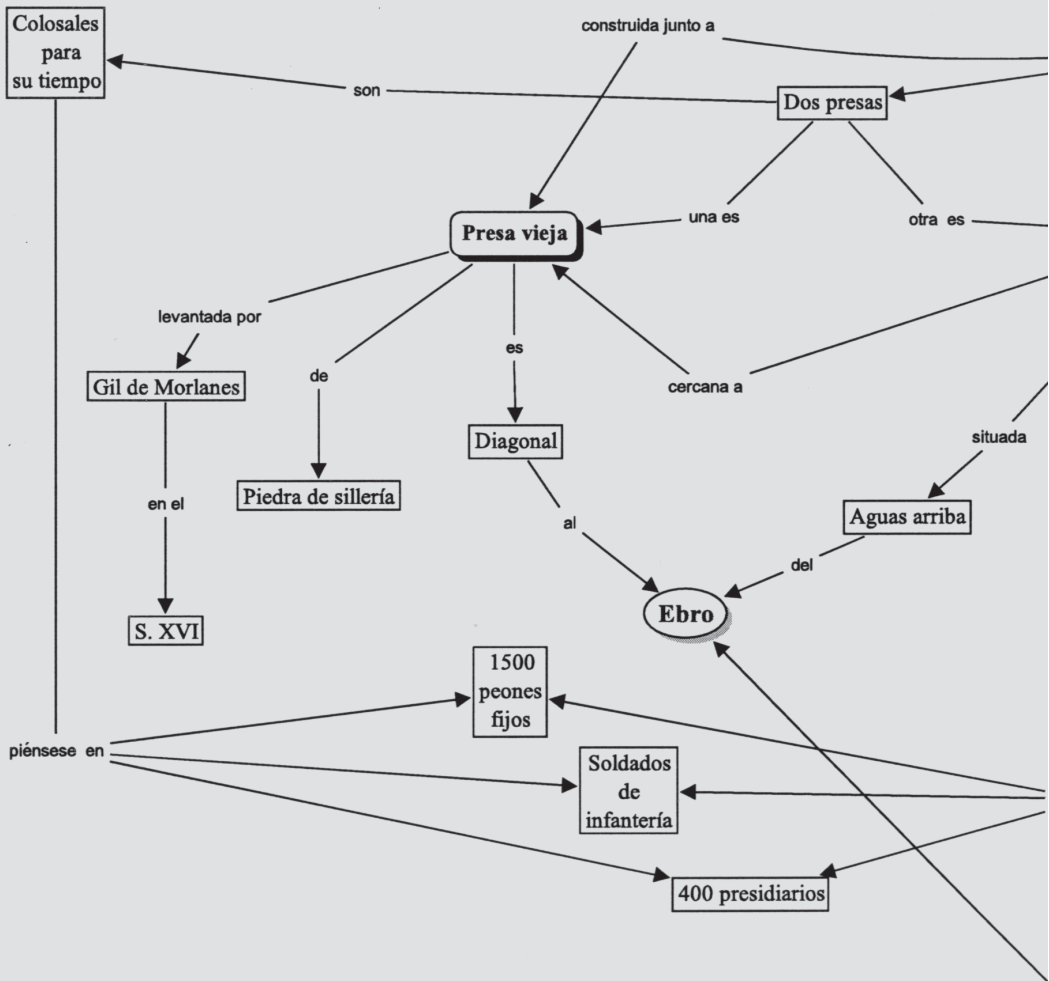 Colosales
para
su tiempo
construida junto a
son
Dos presas
una es
otra es
Presa vieja
levantada por
es
de
cercana a
Gil de Morlanes
Diagonal
situada
Piedra de sillería
en el
al
Aguas arriba
del
Ebro
S. XVI
1500
peones
fijos
piénsese en
Soldados
de
infantería
400 presidiarios